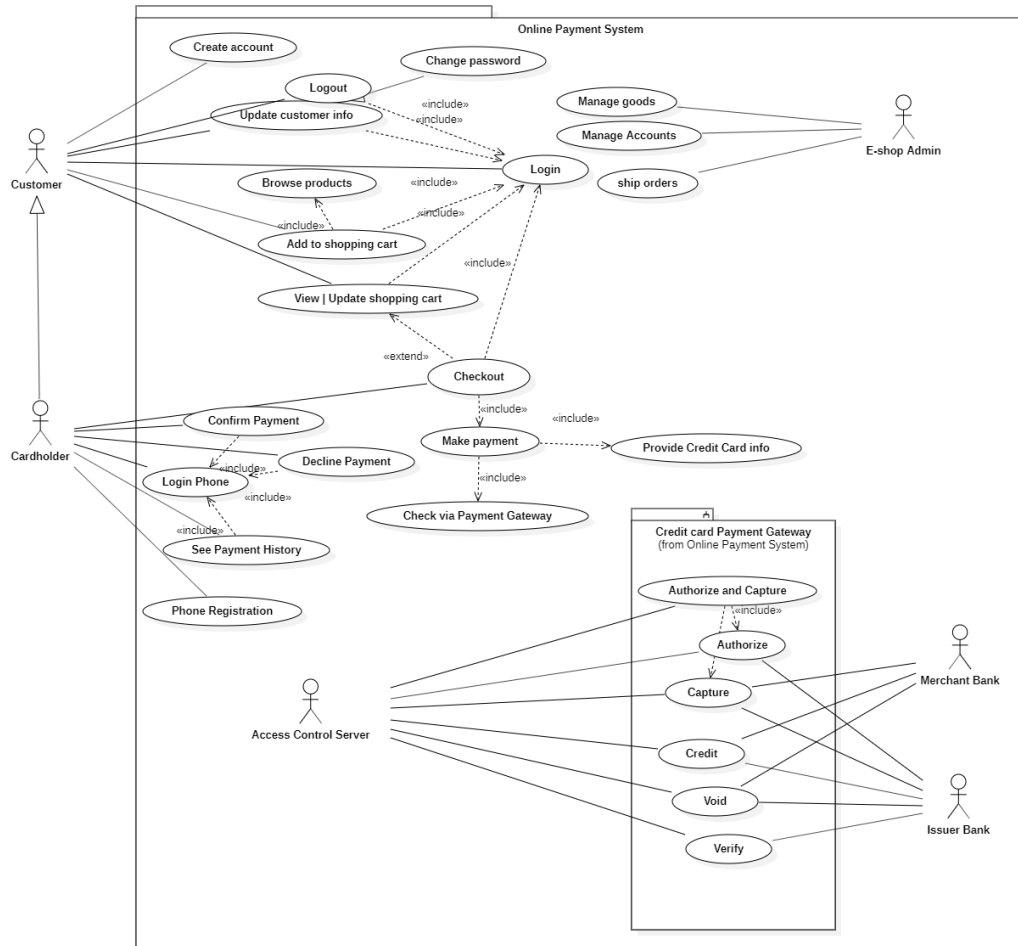 Online Payment System
Create account
Change password
Logout
«include»
Update customer info
«include»
Manage goods
Manage Accounts
E-shop Admin
Customer
Login
Browse products
«include»
ship orders
«include»
«include»
Add to shopping cart
«include»
View | Update shopping cart
«extend»
Checkout
«include»
«include»
Confirm Payment
Make payment
Provide Credit Card info
Cardholder
Decline Payment
«include»
Login Phone
«include»
«include»
Check via Payment Gateway
«include»
See Payment History
Credit card Payment Gateway
(from Online Payment System)
Authorize and Capture
«include»
Phone Registration
Authorize
Merchant Bank
Capture
Access Control Server
Credit
Void
Issuer Bank
Verify